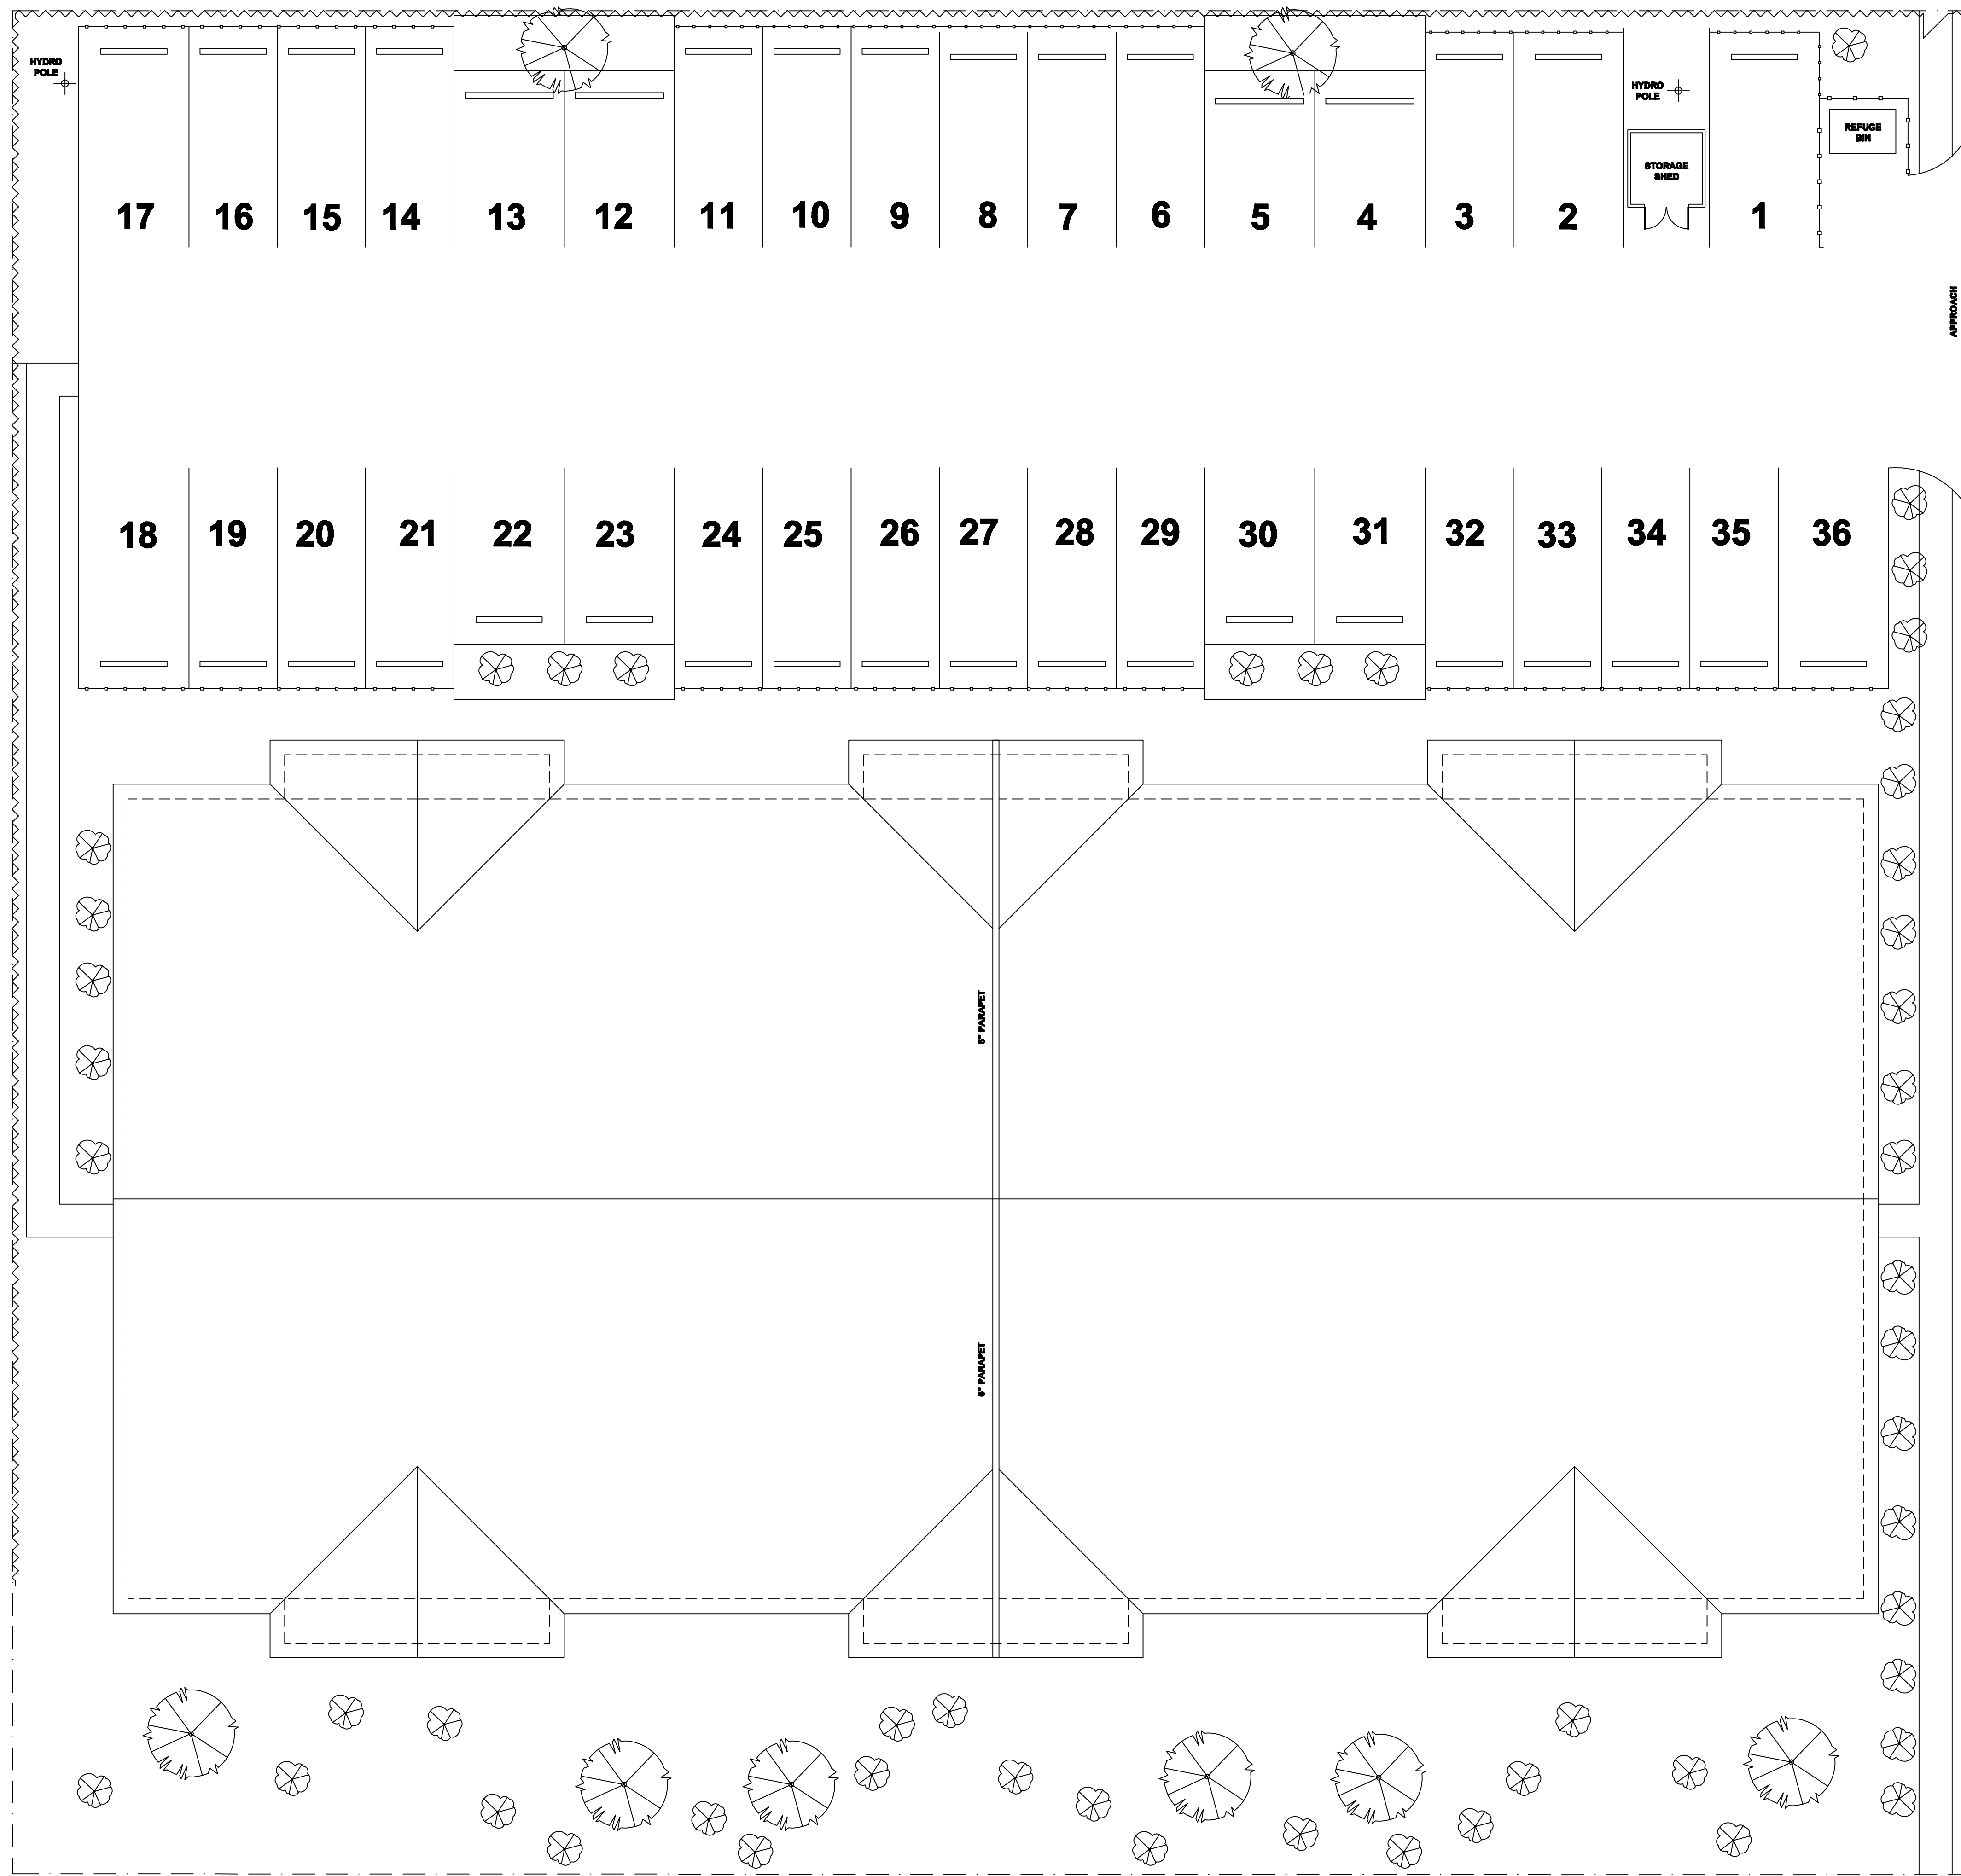 HYDRO
POLE
17 16 15 14 13 12 11 10 9 8 7 6 5 4 3 2 1
HYDRO
POLE
STORAGE
SHED
REFUGE
BIN
APPROACH
18 19 20 21 22 23 24 25 26 27 28 29 30 31 32 33 34 35 36
6" PARAPET
6" PARAPET